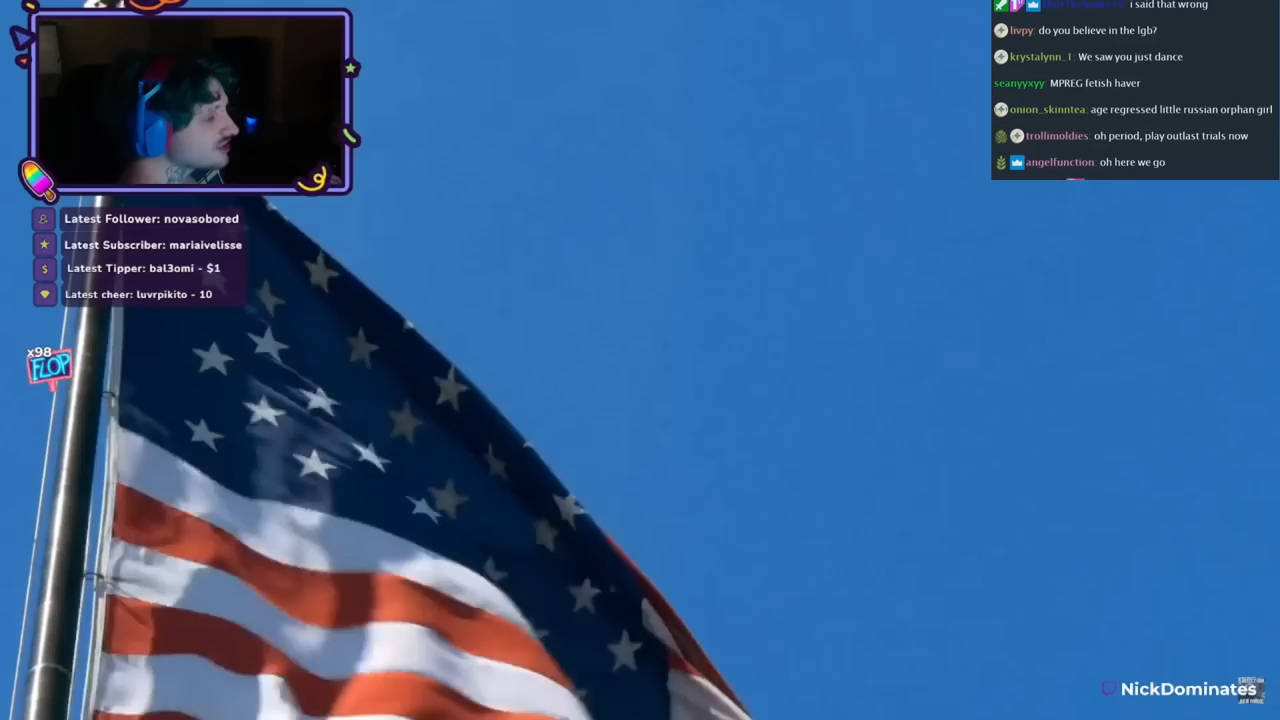 i said that wrong
livpy: do you believe in the lgb?
krystalynn_1: We saw you just dance
seanyyxyy: MPREG fetish haver
onion_skinntea: age regressed little russian orphan girl
trollimoldies: oh period, play outlast trials now
angelfunction: oh here we go
Latest Follower: novasobored
Latest Subscriber: mariaivelisse
Latest Tipper: bal3omi - $1
Latest cheer: luvrpikito - 10
x98
FLOP
NickDominates